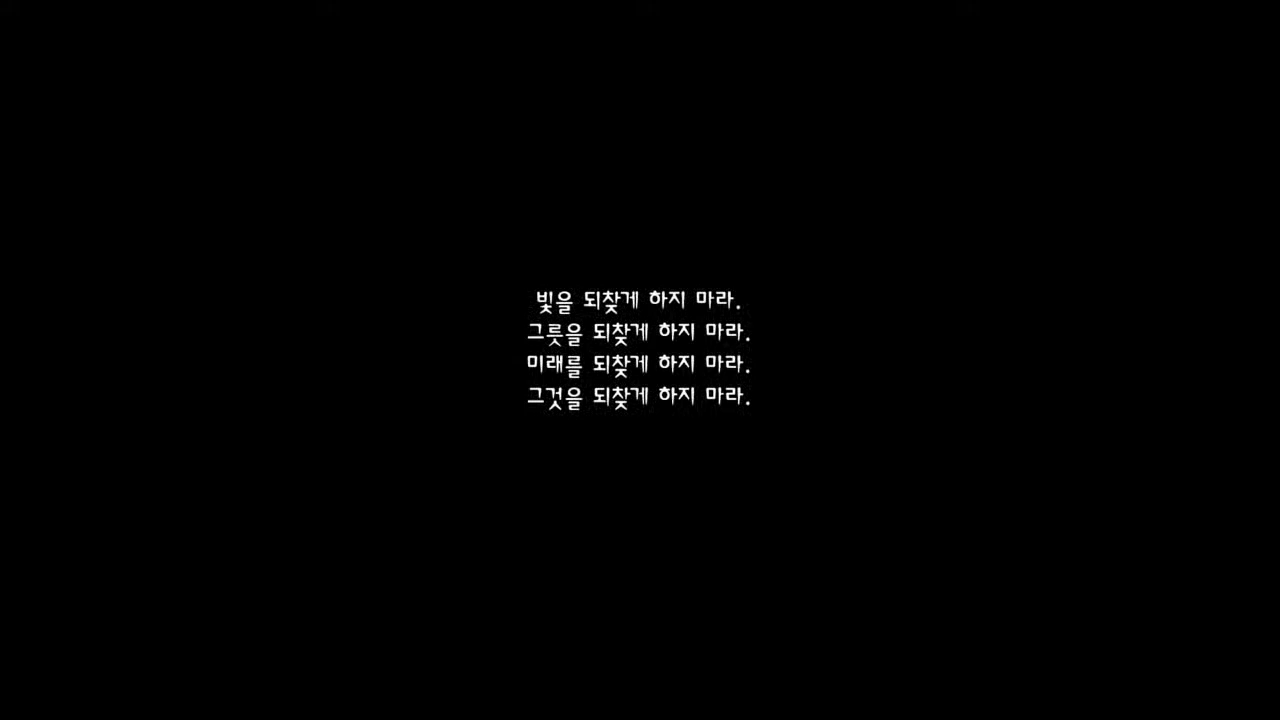 빛을 되찾게 하지 마라.
그릇을 되찾게 하지 마라.
미래를 되찾게 하지 마라.
그것을 되찾게 하지 마라.